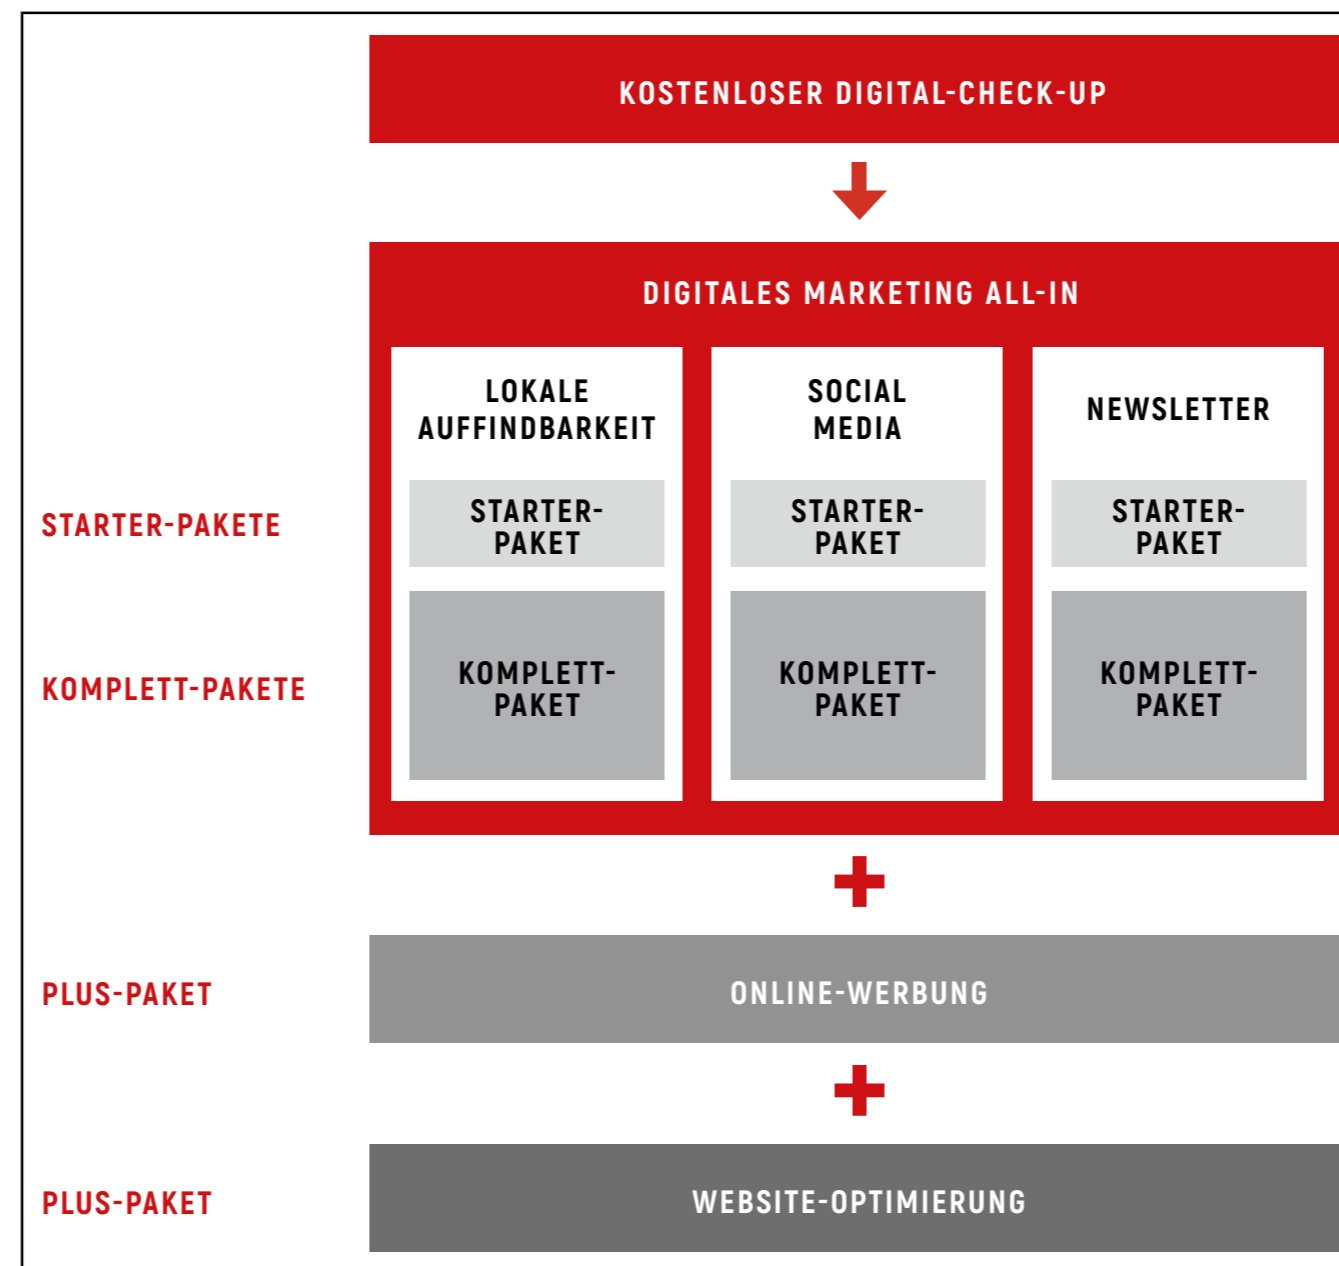 KOSTENLOSER DIGITAL-CHECK-UP
DIGITALES MARKETING ALL-IN
LOKALE
AUFFINDBARKEIT
SOCIAL
MEDIA
NEWSLETTER
STARTER-PAKETE
STARTER-
PAKET
STARTER-
PAKET
STARTER-
PAKET
KOMPLETT-PAKETE
KOMPLETT-
PAKET
KOMPLETT-
PAKET
KOMPLETT-
PAKET
PLUS-PAKET
ONLINE-WERBUNG
PLUS-PAKET
WEBSITE-OPTIMIERUNG